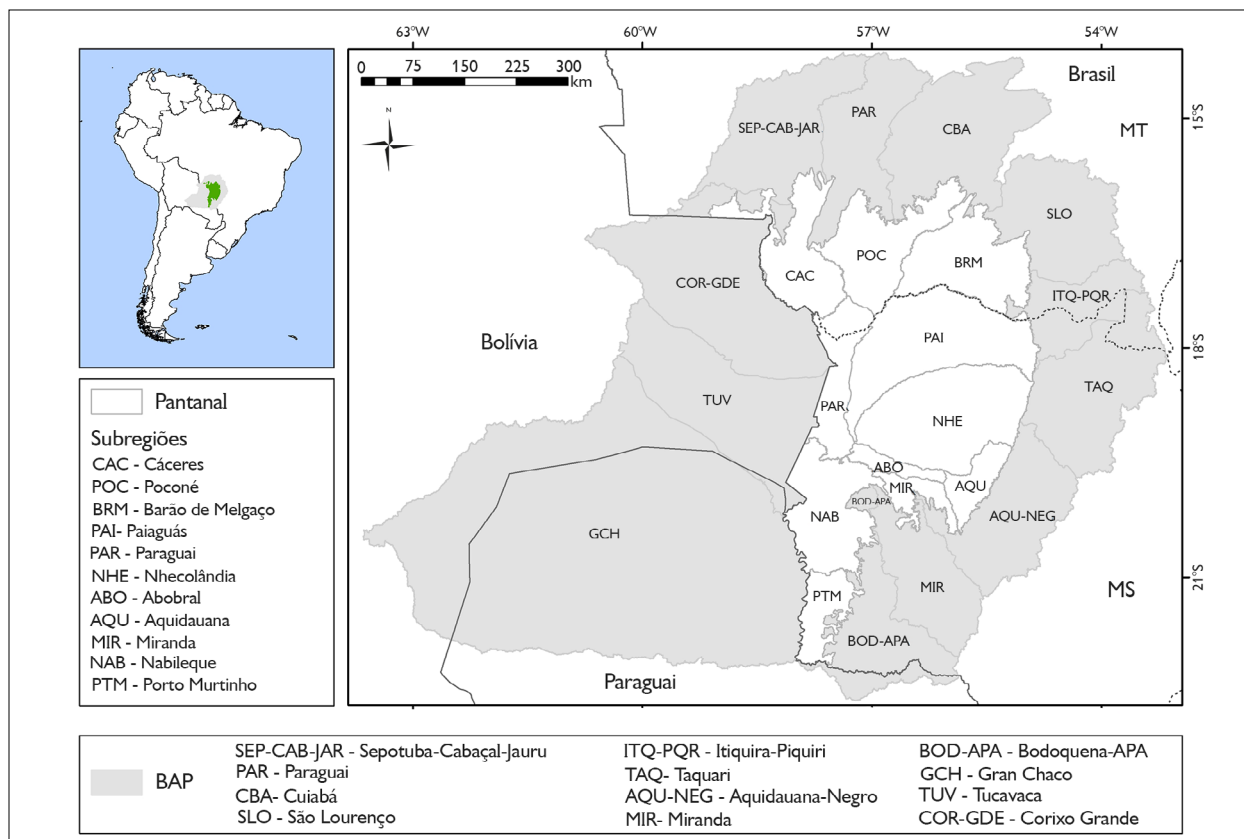 63°W 60°W 57°W 54°W
0 75 150 225 300
km
N
Brasil
MT
15°S
SEP-CAB-JAR
PAR
CBA
SLO
POC
BRM
CAC
COR-GDE
ITQ-PQR
Bolívia
PAI
18°S
TAQ
TUV
PAR
NHE
ABO
MIR
AQU
BOD-APA
NAB
AQU-NEG
GCH
21°S
MS
PTM
MIR
BOD-APA
Paraguai
Pantanal
Subregiões
CAC - Cáceres
POC - Poconé
BRM - Barão de Melgaço
PAI- Paiaguás
PAR - Paraguai
NHE - Nhecolândia
ABO - Abobral
AQU - Aquidauana
MIR - Miranda
NAB - Nabileque
PTM - Porto Murtinho
BAP
SEP-CAB-JAR - Sepotuba-Cabaçal-Jauru
PAR - Paraguai
CBA- Cuiabá
SLO - São Lourenço
ITQ-PQR - Itiquira-Piquiri
TAQ- Taquari
AQU-NEG - Aquidauana-Negro
MIR- Miranda
BOD-APA - Bodoquena-APA
GCH - Gran Chaco
TUV - Tucavaca
COR-GDE - Corixo Grande